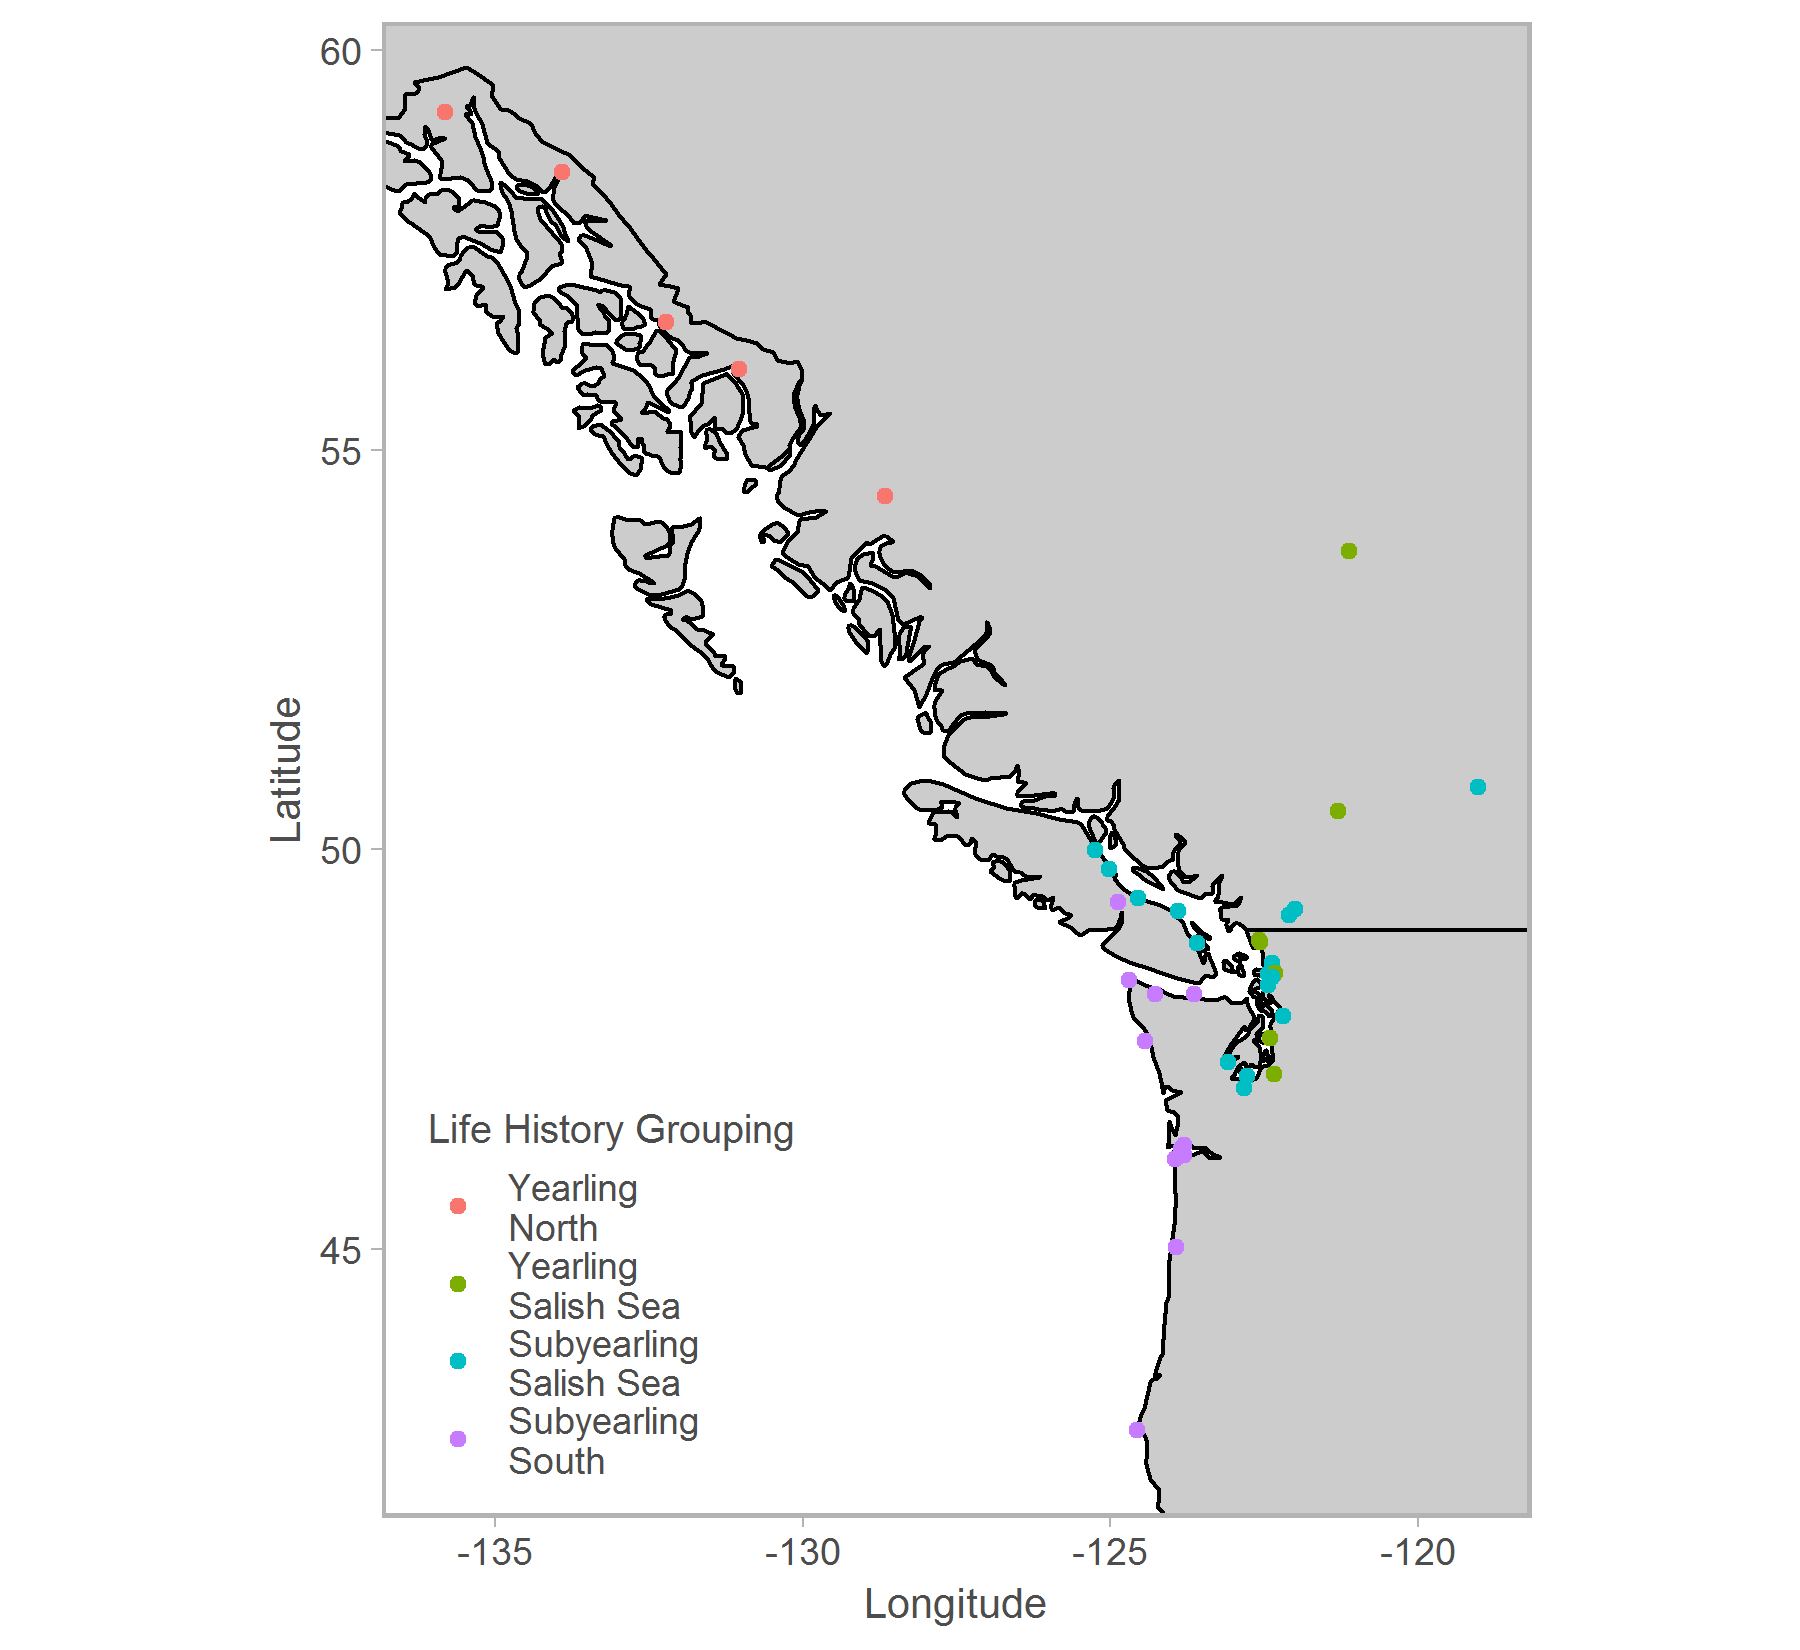 60
55
50
45
Latitude
Life History Grouping
Yearling
North
Yearling
Salish Sea
Subyearling
Salish Sea
Subyearling
South
-135
-130
-125
-120
Longitude